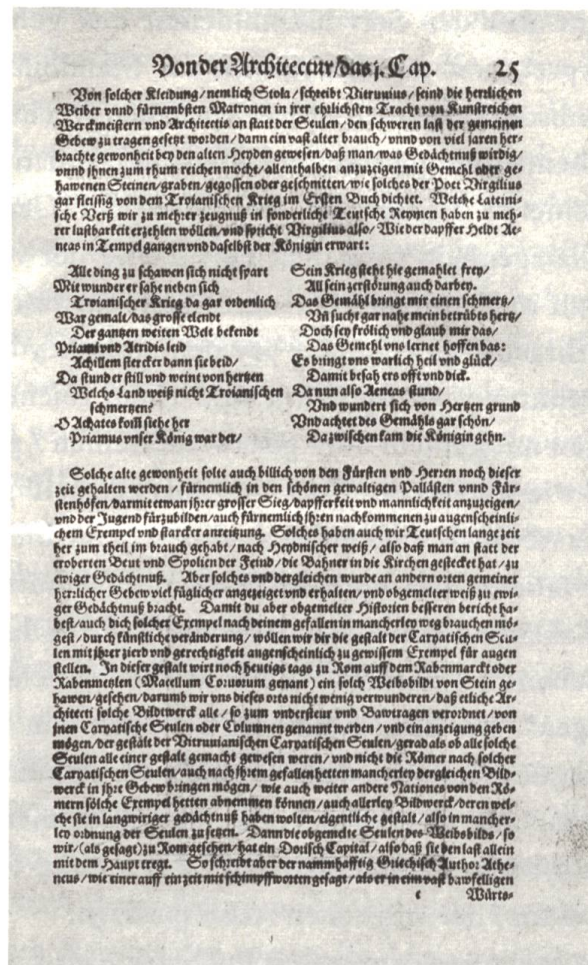 Von der Architectur/das j. Cap. 25
Von solcher Kleidung/nemlich Stola/schreibt Vitruuius/seind die herrlichen
Weiber vnnd fürnembsten Matronen in jrer ehrlichsten Tracht von Kunstreichen
Werckmeistern vnd Architectis an statt der Seulen/den schweren last der gemeinen
Gebew zu tragen gesetzt worden/dann ein vast alter brauch/vnnd von viel jaren her-
brachte gewonheit bey den alten Heyden gewesen/daß man/was Gedächtnuß wirdig/
vnnd jhnen zum rhum reichen mocht/allenthalben anzuzeigen mit Gemehl oder ge-
hawenen Steinen/graben/gegossen oder geschnitten/wie solches der Poet Virgilius
gar fleissig von dem Troianischen Krieg im Ersten Buch dichtet. Welche Lateini-
sche Verß wir zu mehrer zeugnuß in sonderliche Teutsche Reymen haben zu meh-
rer lustbarkeit erzehlen wöllen/vnd spricht Virgilius also/Wie der dapffer Heldt Ae-
neas in Tempel gangen vnd daselbst der Königin erwart:
Alle ding zu schawen sich nicht spart
Mit wunder er sahe neben sich
Troianischer Krieg da gar ordenlich
War gemalt/das grosse elendt
Der gantzen weiten Welt bekendt
Priami vnd Atridis leid
Achillem stercker dann sie beid/
Da stund er still vnd weint von hertzen
Welchs Land weiß nicht Troianischen
schmertzen?
O Achates kom̃ siehe her
Priamus vnser König war der/
Sein Krieg steht hie gemahlet frey/
All sein zerstörung auch darbey.
Das Gemähl bringt mir einen schmertz/
Vñ sucht gar nahe mein betrübts hertz/
Doch sey frölich vnd glaub mir das/
Das Gemehl vns lernet hoffen bas:
Es bringt vns warlich heil vnd glück/
Damit besah ers offt vnd dick.
Da nun also Aeneas stund/
Vnd wundert sich von Hertzen grund
Vnd achtet des Gemähls gar schön/
Da zwischen kam die Königin gehn.
Solche alte gewonheit solte auch billich von den Fürsten vnd Herren noch dieser
zeit gehalten werden/fürnemlich in den schönen gewaltigen Pallästen vnnd Für-
stenhöfen/darmit etwan jhrer grosser Sieg/dapfferkeit vnd mannlichkeit anzuzeigen/
vnd der Jugend fürzubilden/auch fürnemlich jhren nachkommenen zu augenscheinli-
chem Exempel vnd starcker anreitzung. Solches haben auch wir Teutschen lange zeit
her zum theil im brauch gehabt/nach Heydnischer weiß/also daß man an statt der
eroberten Beut vnd Spolien der Feind/die Bahner in die Kirchen gestecket hat/zu
ewiger Gedächtnuß. Aber solches vnd dergleichen wurde an andern orten gemeiner
herrlicher Gebew viel füglicher angezeiget vnd erhalten/vnd obgemelter weiß zu ewi-
ger Gedächtnuß bracht. Damit du aber obgemelter Historien besseren bericht ha-
best/auch dich solcher Exempel nach deinem gefallen in mancherley weg brauchen mö-
gest/durch künstliche veränderung/wöllen wir dir die gestalt der Caryatischen Seu-
len mit jhrer zierd vnd gerechtigkeit augenscheinlich zu gewissem Exempel für augen
stellen. In dieser gestalt wirt noch heutigs tags zu Rom auff dem Rabenmarckt oder
Rabenmeylen (Macellum Coruorum genant) ein solch Weibsbildt von Stein ge-
hawen/gesehen/darumb wir vns dieses orts nicht wenig verwunderen/daß etliche Ar-
chitecti solche Bildtwerck alle/so zum vndersteur vnd Bawtragen verordnet/von
jnen Caryatische Seulen oder Columnen genannt werden/vnd ein anzeigung geben
mögen/der gestält der Vitruuianischen Caryatischen Seulen/gerad als ob alle solche
Seulen alle einer gestalt gemacht gewesen weren/vnd nicht die Römer nach solcher
Caryatischen Seulen/auch nach jhrem gefallen hetten mancherley dergleichen Bild-
werck in jhre Gebew bringen mögen/wie auch weiter andere Nationes von den Rö-
mern sölche Exempel hetten abnemmen können/auch allerley Bildwerck/deren wel-
che sie in langwiriger gedächtnuß haben wolten/eigentliche gestalt/also in mancher-
ley ordnung der Seulen zu setzen. Dann die obgemelte Seulen des Weibsbilds/so
wir/(als gesagt) zu Rom gesehen/hat ein Dorisch Capital/also daß sie den last allein
mit dem Haupt tregt. So schreibt aber der nammhafftig Griechisch Author Athe-
neus/wie einer auff ein zeit mit schimpffworten gesagt/als er in eim vast bawfelligen
c Würts-